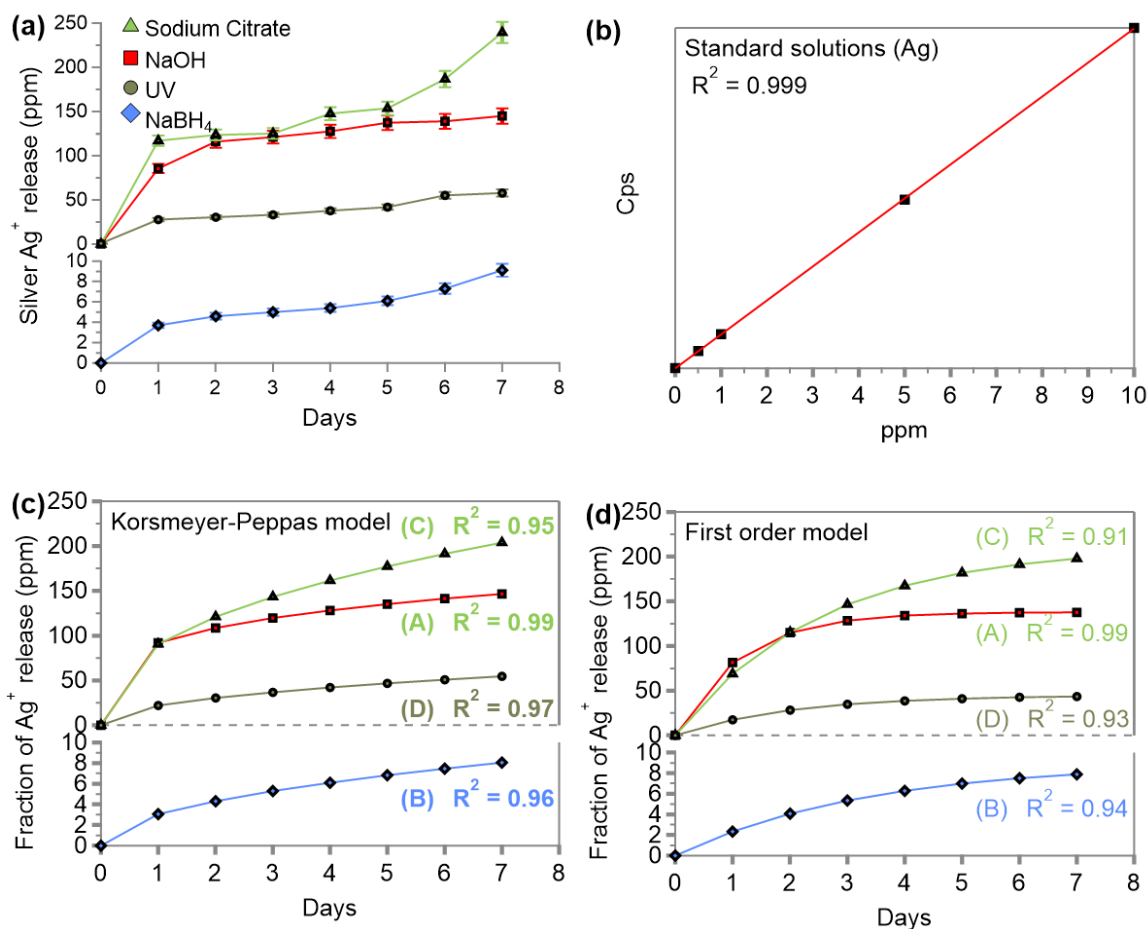 (a)
Silver Ag⁺ release (ppm)
250
200
150
100
50
0
10
8
6
4
2
0
Sodium Citrate
NaOH
UV
NaBH₄
0 1 2 3 4 5 6 7 8
Days
(b)
Standard solutions (Ag)
R² = 0.999
Cps
0 1 2 3 4 5 6 7 8 9 10
ppm
(c)
Korsmeyer-Peppas model
Fraction of Ag⁺ release (ppm)
250
200
150
100
50
0
10
8
6
4
2
0
(C) R² = 0.95
(A) R² = 0.99
(D) R² = 0.97
(B) R² = 0.96
0 1 2 3 4 5 6 7 8
Days
(d)
First order model
Fraction of Ag⁺ release (ppm)
250
200
150
100
50
0
10
8
6
4
2
0
(C) R² = 0.91
(A) R² = 0.99
(D) R² = 0.93
(B) R² = 0.94
0 1 2 3 4 5 6 7 8
Days